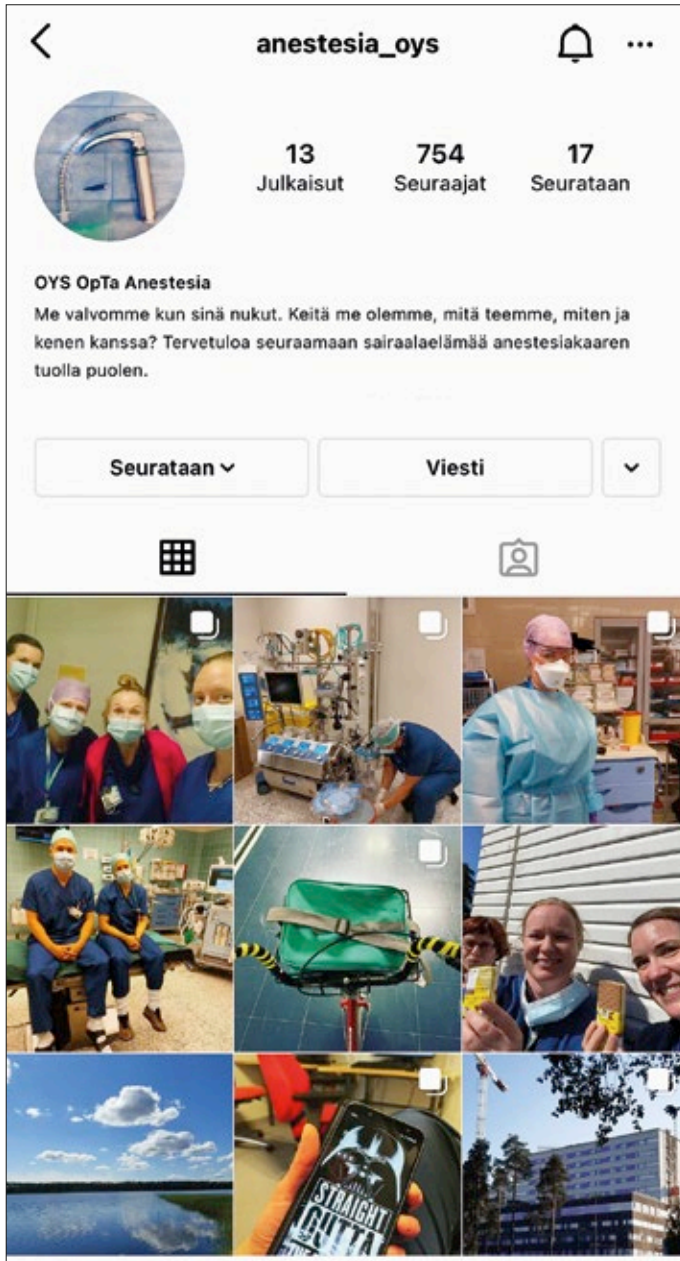 anestesia_oys
13 754 17
Julkaisut Seuraajat Seurataan
OYS OpTa Anestesia
Me valvomme kun sinä nukut. Keitä me olemme, mitä teemme, miten ja
kenen kanssa? Tervetuloa seuraamaan sairaalaelämää anestesiakaaren
tuolla puolen.
Seurataan Viesti
STRAIGHT
OUTTA